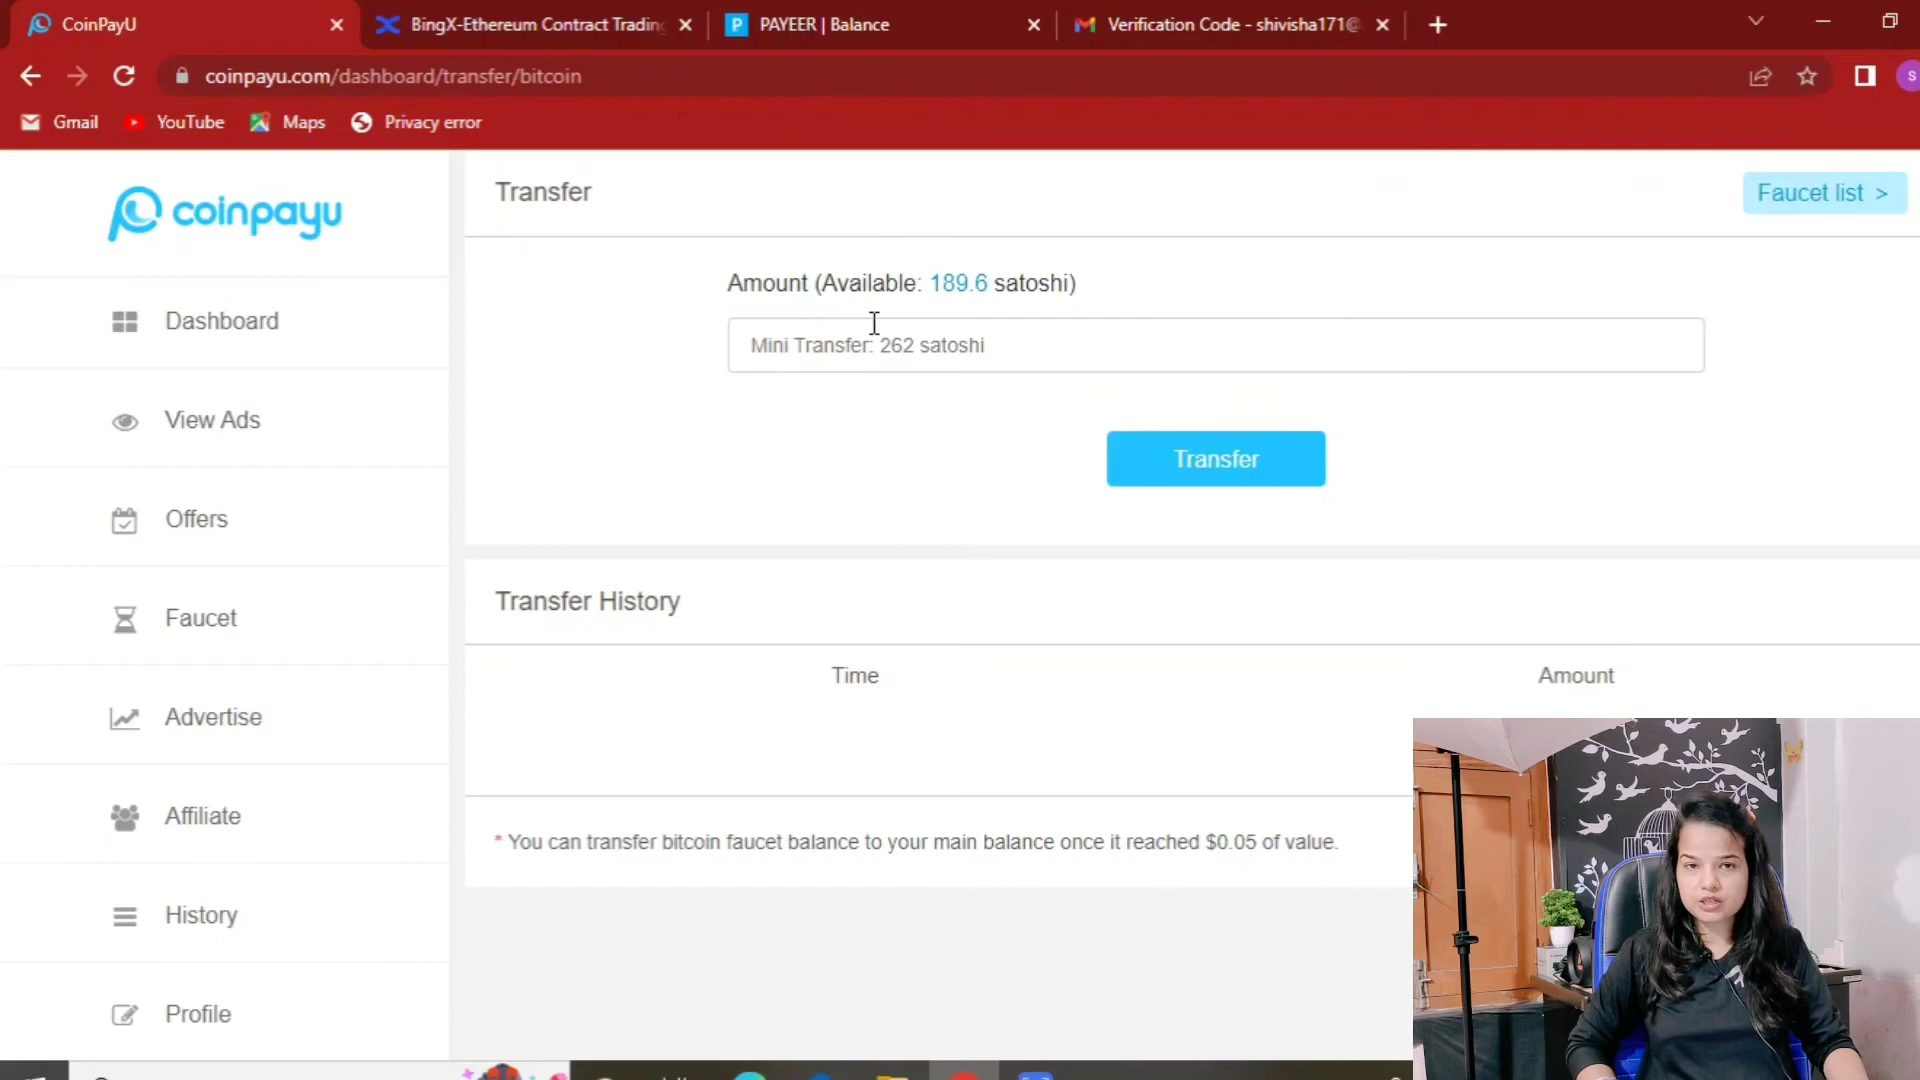 CoinPayU
BingX-Ethereum Contract Trading
PAYEER | Balance
Verification Code - shivisha171@
coinpayu.com/dashboard/transfer/bitcoin
Gmail
YouTube
Maps
Privacy error
coinpayu
Transfer
Faucet list >
Amount (Available: 189.6 satoshi)
Mini Transfer: 262 satoshi
Transfer
Dashboard
View Ads
Offers
Faucet
Advertise
Affiliate
History
Profile
Transfer History
Time
Amount
* You can transfer bitcoin faucet balance to your main balance once it reached $0.05 of value.